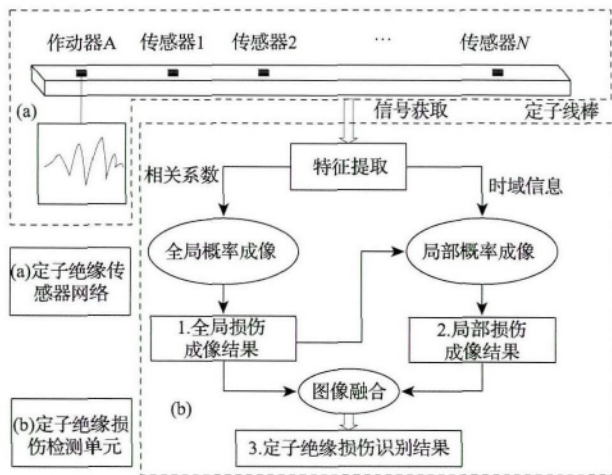 作动器A 传感器1 传感器2 … 传感器N
(a)
信号获取 定子线棒
特征提取
相关系数
时域信息
全局概率成像 局部概率成像
(a)定子绝缘传
感器网络
1.全局损伤
成像结果
2.局部损伤
成像结果
图像融合
(b)
(b)定子绝缘损
伤检测单元
3.定子绝缘损伤识别结果